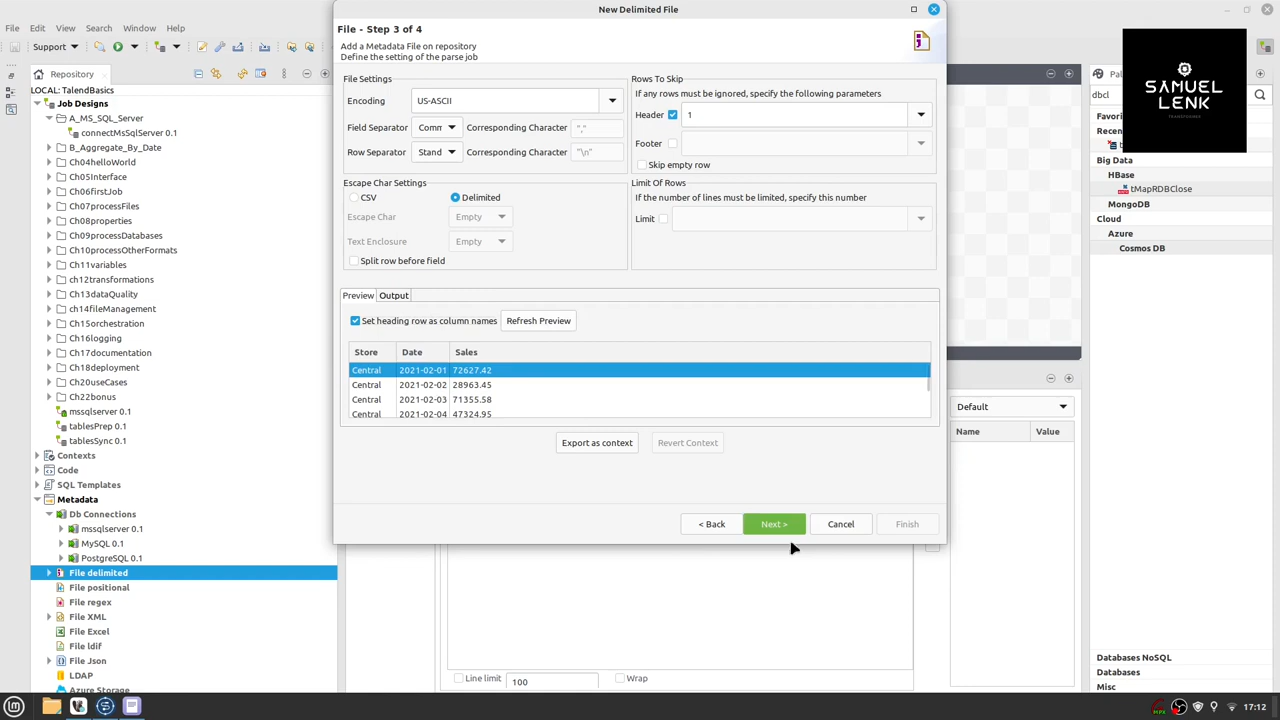 New Delimited File
File - Step 3 of 4
Add a Metadata File on repository
Define the setting of the parse job
File Edit View Search Window Help
Support
Repository
LOCAL: TalendBasics
Job Designs
A_MS_SQL_Server
connectMsSqlServer 0.1
B_Aggregate_By_Date
Ch04helloWorld
Ch05Interface
Ch06firstJob
Ch07processFiles
Ch08properties
Ch09processDatabases
Ch10processOtherFormats
Ch11variables
ch12transformations
Ch13dataQuality
ch14fileManagement
Ch15orchestration
Ch16logging
Ch17documentation
Ch18deployment
Ch20useCases
Ch22bonus
mssqlserver 0.1
tablesPrep 0.1
tablesSync 0.1
Contexts
Code
SQL Templates
Metadata
Db Connections
mssqlserver 0.1
MySQL 0.1
PostgreSQL 0.1
File delimited
File positional
File regex
File XML
File Excel
File ldif
File Json
LDAP
Azure Storage
File Settings
Encoding US-ASCII
Field Separator Comm Corresponding Character ","
Row Separator Stand Corresponding Character "\n"
Escape Char Settings
CSV Delimited
Escape Char Empty
Text Enclosure Empty
Split row before field
Rows To Skip
If any rows must be ignored, specify the following parameters
Header 1
Footer
Skip empty row
Limit Of Rows
If the number of lines must be limited, specify this number
Limit
Preview Output
Set heading row as column names Refresh Preview
Store Date Sales
Central 2021-02-01 72627.42
Central 2021-02-02 28963.45
Central 2021-02-03 71355.58
Central 2021-02-04 47324.95
Export as context Revert Context
< Back Next > Cancel Finish
Line limit 100 Wrap
Default
Name Value
SAMUEL
LENK
TRANSFORMER
Pal
dbcl
Favori
Recen
Big Data
HBase
tMapRDBClose
MongoDB
Cloud
Azure
Cosmos DB
Databases NoSQL
Databases
Misc
17:12